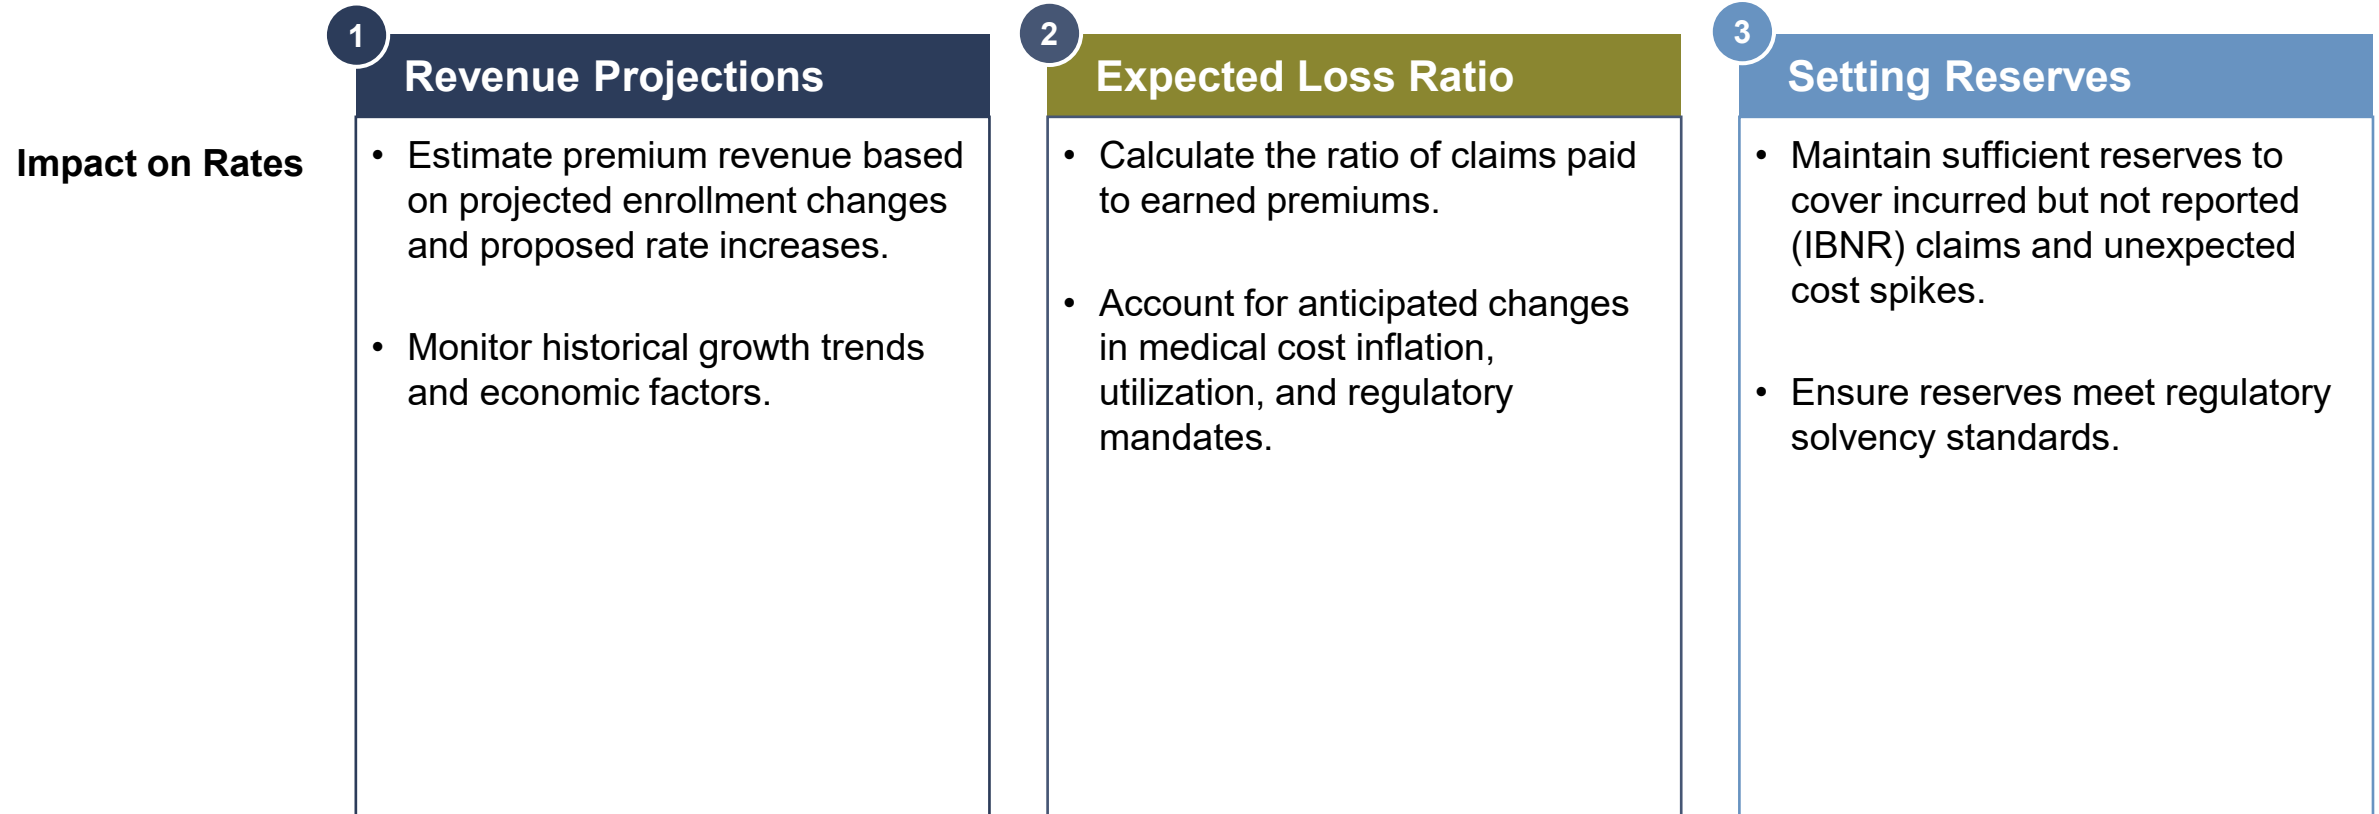 Impact on Rates
1
Revenue Projections
• Estimate premium revenue based
on projected enrollment changes
and proposed rate increases.
• Monitor historical growth trends
and economic factors.
2
Expected Loss Ratio
• Calculate the ratio of claims paid
to earned premiums.
• Account for anticipated changes
in medical cost inflation,
utilization, and regulatory
mandates.
3
Setting Reserves
• Maintain sufficient reserves to
cover incurred but not reported
(IBNR) claims and unexpected
cost spikes.
• Ensure reserves meet regulatory
solvency standards.